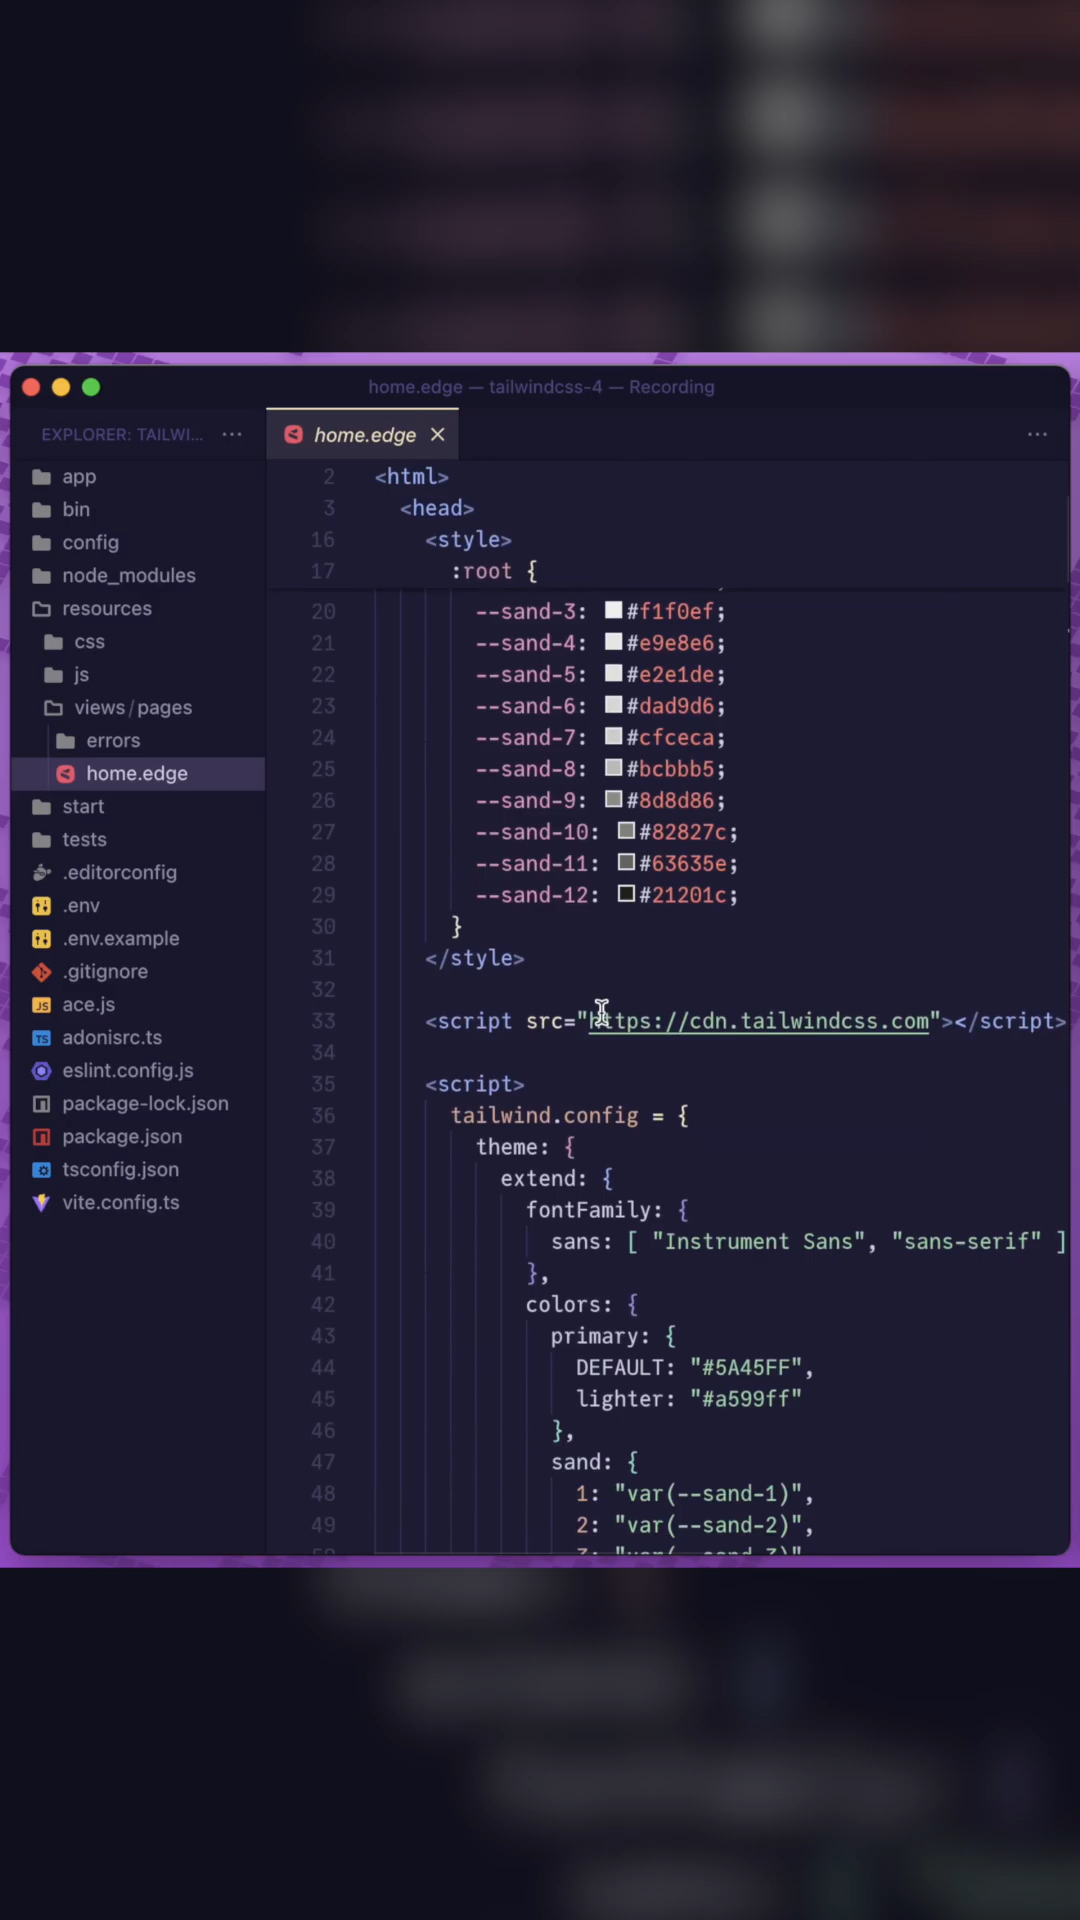 home.edge — tailwindcss-4 — Recording
EXPLORER: TAILWI... ···
home.edge ×
···
app
bin
config
node_modules
resources
css
js
views/pages
errors
home.edge
start
tests
.editorconfig
.env
.env.example
.gitignore
ace.js
adonisrc.ts
eslint.config.js
package-lock.json
package.json
tsconfig.json
vite.config.ts
2 <html>
3 <head>
16 <style>
17 :root {
20 --sand-3: #f1f0ef;
21 --sand-4: #e9e8e6;
22 --sand-5: #e2e1de;
23 --sand-6: #dad9d6;
24 --sand-7: #cfceca;
25 --sand-8: #bcbbb5;
26 --sand-9: #8d8d86;
27 --sand-10: #82827c;
28 --sand-11: #63635e;
29 --sand-12: #21201c;
30 }
31 </style>
32
33 <script src="https://cdn.tailwindcss.com"></script>
34
35 <script>
36 tailwind.config = {
37 theme: {
38 extend: {
39 fontFamily: {
40 sans: [ "Instrument Sans", "sans-serif" ]
41 },
42 colors: {
43 primary: {
44 DEFAULT: "#5A45FF",
45 lighter: "#a599ff"
46 },
47 sand: {
48 1: "var(--sand-1)",
49 2: "var(--sand-2)",